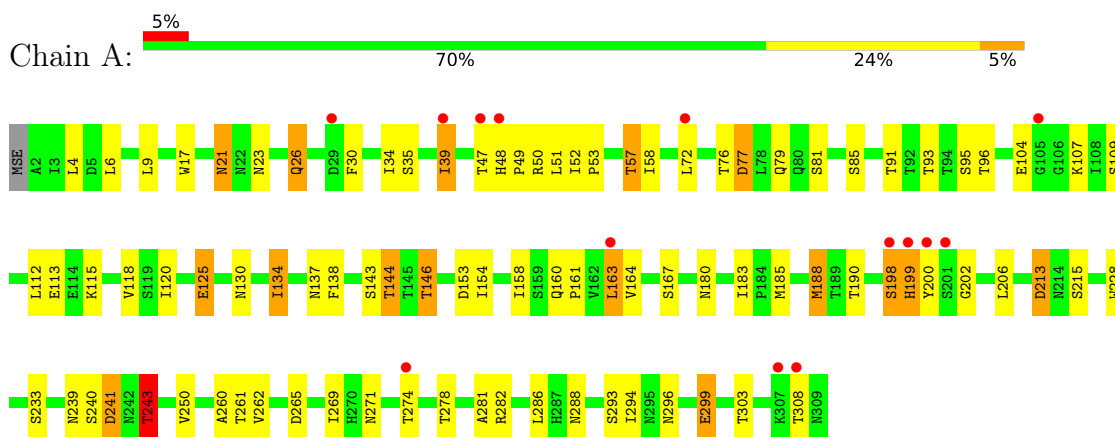 5%
Chain A:
70% 24% 5%
MSE A2 I3 L4 D5 L6 L9 W17 N21 N22 N23 Q26 D29 F30 I34 S35 I39 T47 H48 P49 R50 L51 I52 P53 T57 I58 L72 T76 D77 L78 Q79 Q80 S81 S85 T91 T92 T93 T94 S95 T96 E104 G105 G106 K107 I108 S109
L112 E113 E114 K115 V118 S119 I120 E125 N130 I134 N137 F138 S143 T144 T145 T146 D153 I154 I158 S159 Q160 P161 V162 L163 V164 S167 N180 I183 P184 M185 M188 T189 T190 S198 H199 Y200 S201 G202 L206 D213 N214 S215
S233 N239 S240 D241 N242 T243 V250 A260 T261 V262 D265 I269 H270 N271 T274 T278 A281 R282 L286 H287 N288 S293 I294 N295 N296 E299 T303 K307 T308 N309